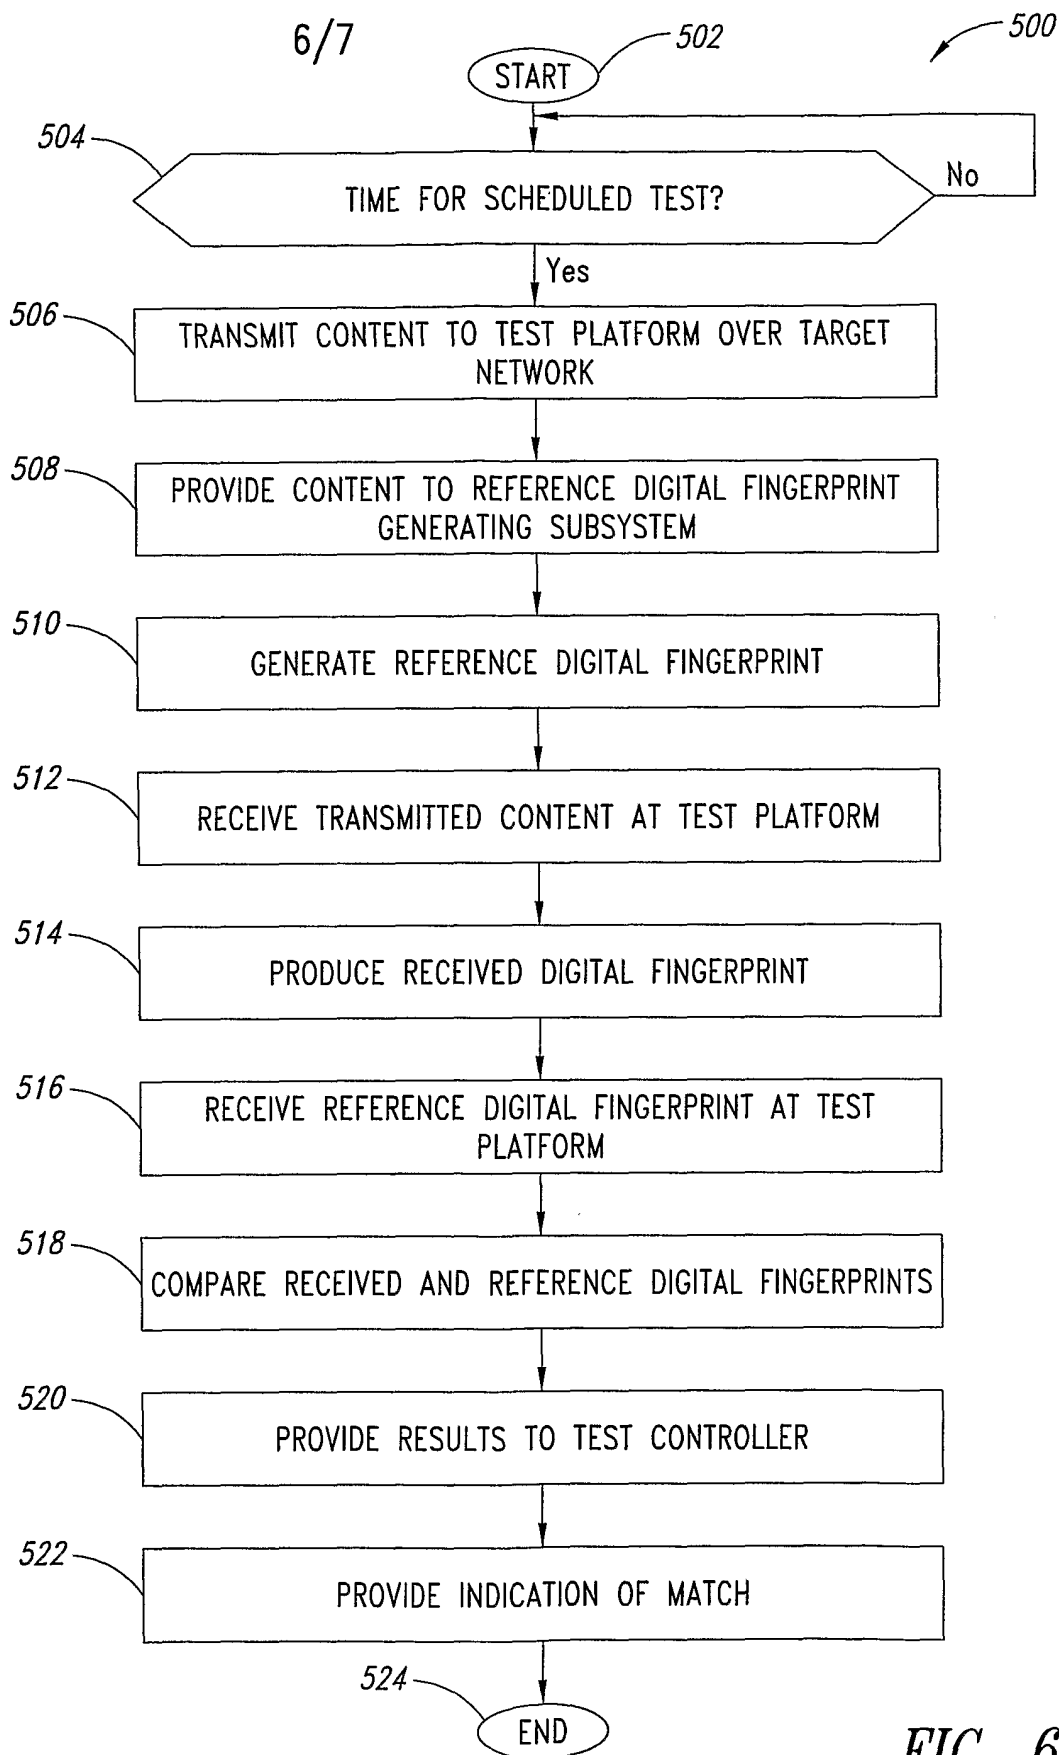 6/7
502
500
START
504
TIME FOR SCHEDULED TEST?
No
Yes
506
TRANSMIT CONTENT TO TEST PLATFORM OVER TARGET
NETWORK
508
PROVIDE CONTENT TO REFERENCE DIGITAL FINGERPRINT
GENERATING SUBSYSTEM
510
GENERATE REFERENCE DIGITAL FINGERPRINT
512
RECEIVE TRANSMITTED CONTENT AT TEST PLATFORM
514
PRODUCE RECEIVED DIGITAL FINGERPRINT
516
RECEIVE REFERENCE DIGITAL FINGERPRINT AT TEST
PLATFORM
518
COMPARE RECEIVED AND REFERENCE DIGITAL FINGERPRINTS
520
PROVIDE RESULTS TO TEST CONTROLLER
522
PROVIDE INDICATION OF MATCH
524
END
FIG. 6